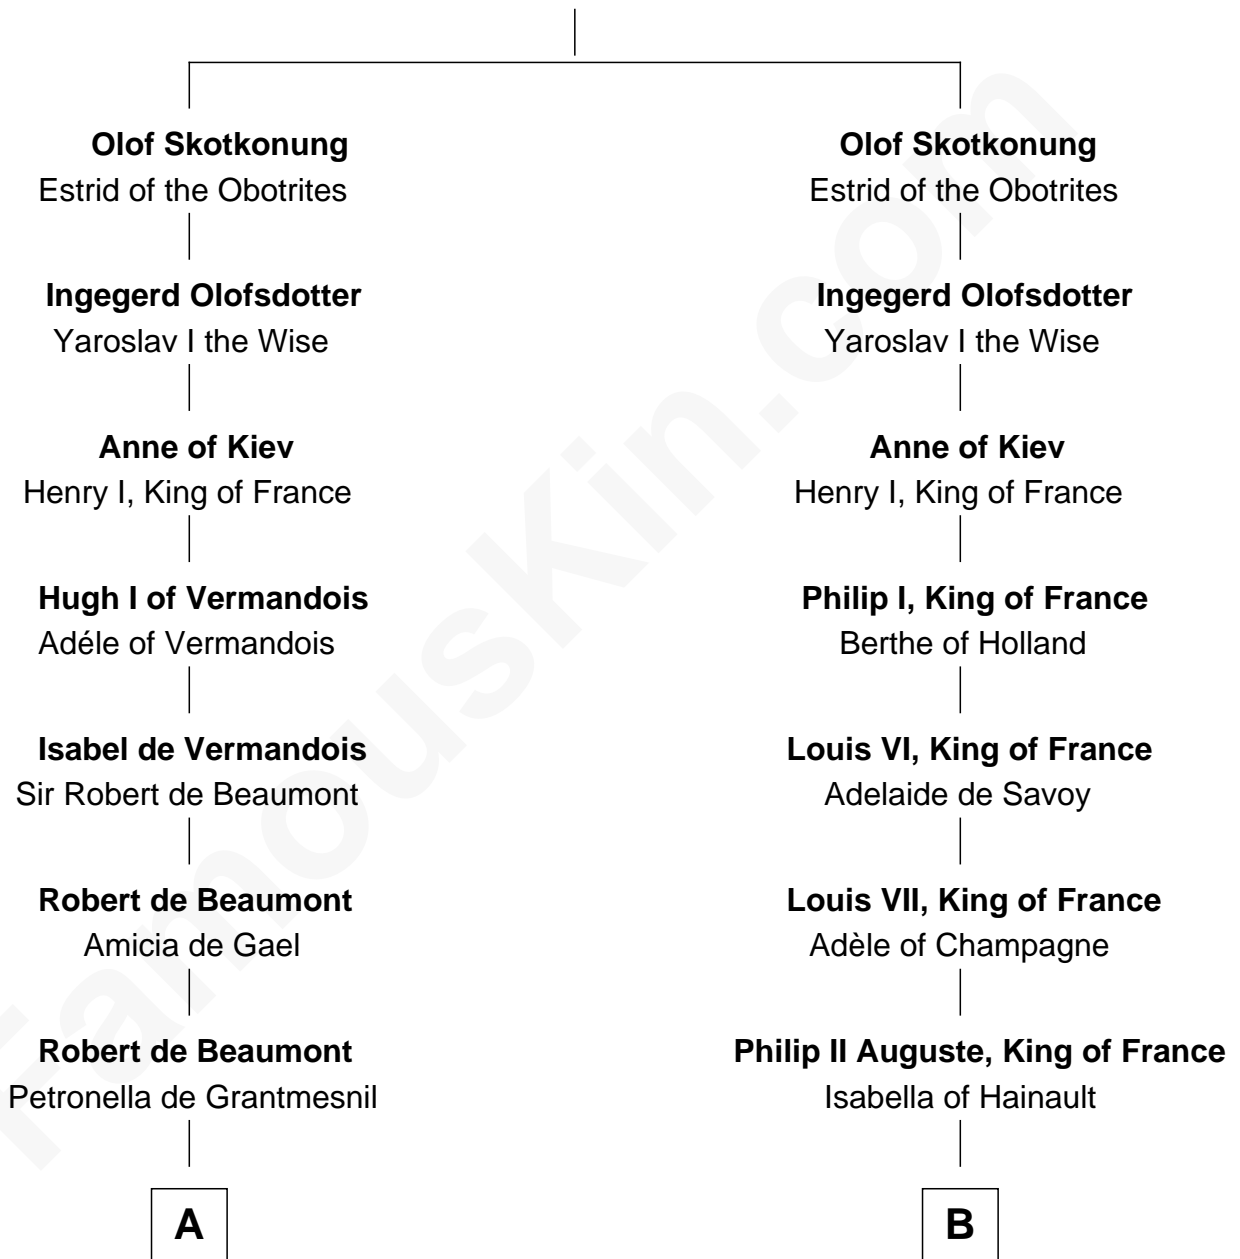 Olof Skotkonung
Estrid of the Obotrites
Ingegerd Olofsdotter
Yaroslav I the Wise
Anne of Kiev
Henry I, King of France
Hugh I of Vermandois
Adéle of Vermandois
Isabel de Vermandois
Sir Robert de Beaumont
Robert de Beaumont
Amicia de Gael
Robert de Beaumont
Petronella de Grantmesnil
A
Olof Skotkonung
Estrid of the Obotrites
Ingegerd Olofsdotter
Yaroslav I the Wise
Anne of Kiev
Henry I, King of France
Philip I, King of France
Berthe of Holland
Louis VI, King of France
Adelaide de Savoy
Louis VII, King of France
Adèle of Champagne
Philip II Auguste, King of France
Isabella of Hainault
B
FamousKin.com